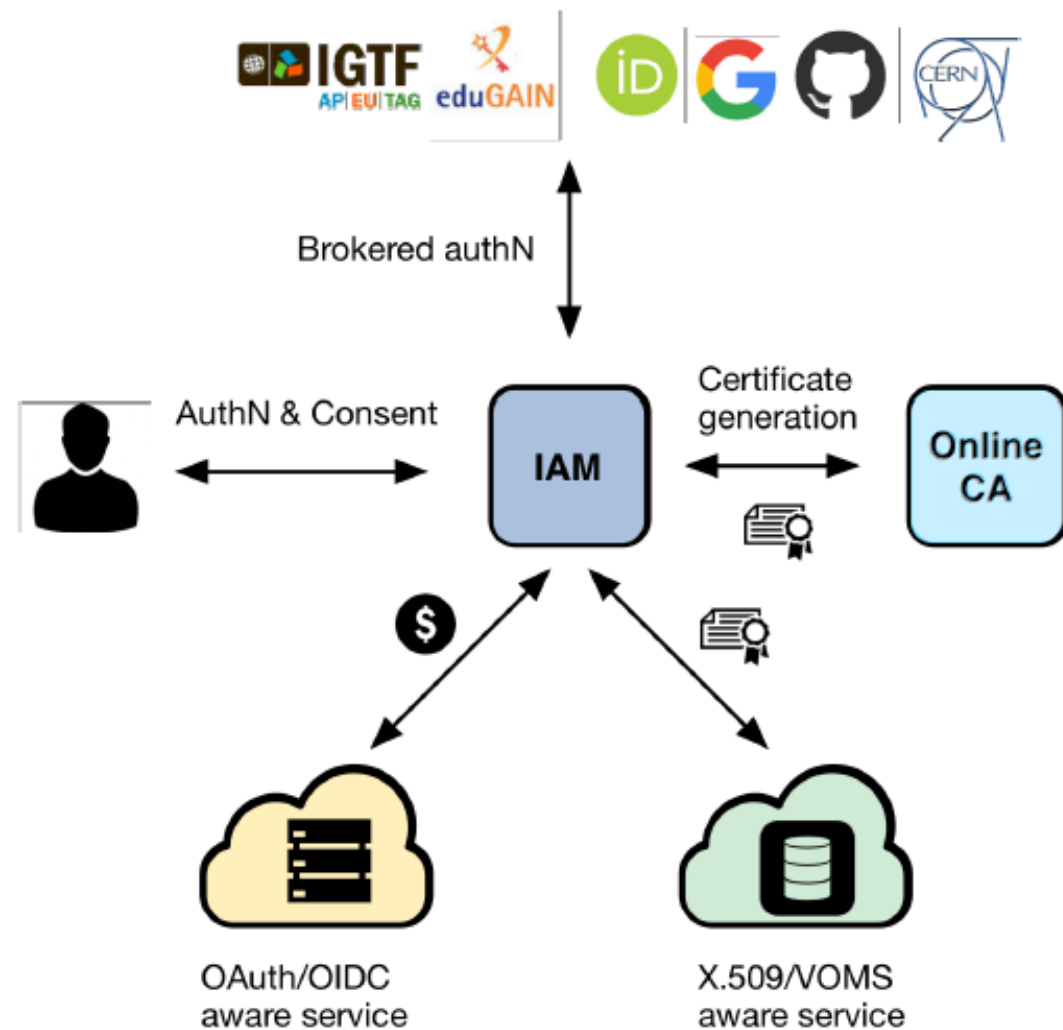 IGTF
AP|EU|TAG
eduGAIN
iD
CERN
Brokered authN
AuthN & Consent
Certificate
generation
IAM
Online
CA
$
OAuth/OIDC
aware service
X.509/VOMS
aware service